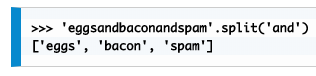 >>> 'eggsandbaconandspam'.split('and')
['eggs', 'bacon', 'spam']